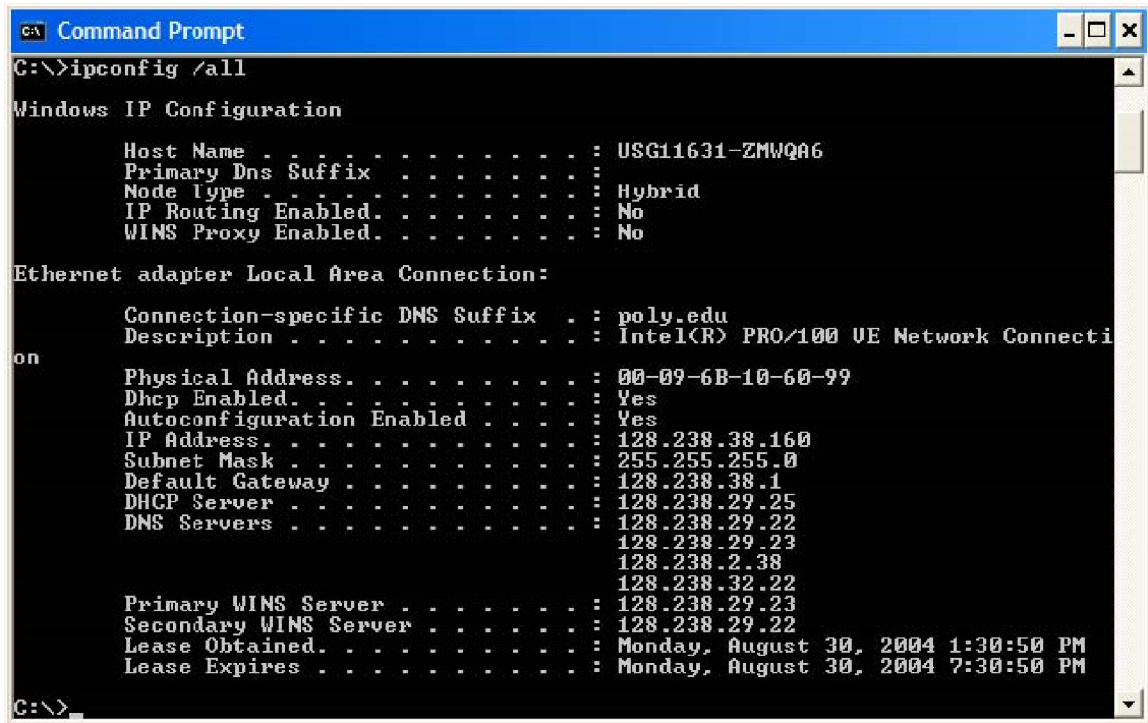 Command Prompt
C:\>ipconfig /all
Windows IP Configuration
Host Name . . . . . . . . . . . . : USG11631-ZMWQA6
Primary Dns Suffix  . . . . . . . :
Node Type . . . . . . . . . . . . : Hybrid
IP Routing Enabled. . . . . . . . : No
WINS Proxy Enabled. . . . . . . . : No
Ethernet adapter Local Area Connection:
Connection-specific DNS Suffix  . : poly.edu
Description . . . . . . . . . . . : Intel(R) PRO/100 VE Network Connecti
on
Physical Address. . . . . . . . . : 00-09-6B-10-60-99
Dhcp Enabled. . . . . . . . . . . : Yes
Autoconfiguration Enabled . . . . : Yes
IP Address. . . . . . . . . . . . : 128.238.38.160
Subnet Mask . . . . . . . . . . . : 255.255.255.0
Default Gateway . . . . . . . . . : 128.238.38.1
DHCP Server . . . . . . . . . . . : 128.238.29.25
DNS Servers . . . . . . . . . . . : 128.238.29.22
128.238.29.23
128.238.2.38
128.238.32.22
Primary WINS Server . . . . . . . : 128.238.29.23
Secondary WINS Server . . . . . . : 128.238.29.22
Lease Obtained. . . . . . . . . . : Monday, August 30, 2004 1:30:50 PM
Lease Expires . . . . . . . . . . : Monday, August 30, 2004 7:30:50 PM
C:\>_